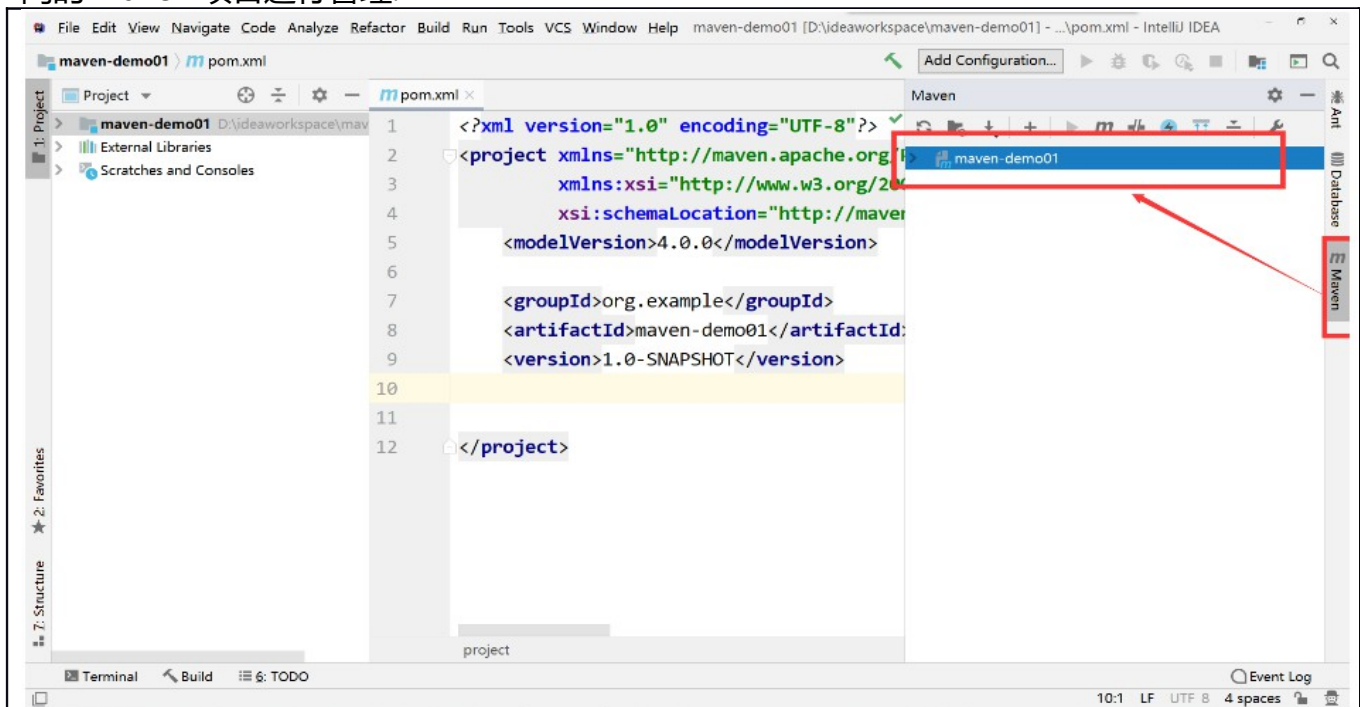 File Edit View Navigate Code Analyze Refactor Build Run Tools VCS Window Help maven-demo01 [D:\ideaworkspace\maven-demo01] - ...\pom.xml - IntelliJ IDEA
maven-demo01 〉 m pom.xml
Add Configuration...
Project
m pom.xml ×
Maven
maven-demo01 D:\ideaworkspace\mav
External Libraries
Scratches and Consoles
1 <?xml version="1.0" encoding="UTF-8"?>
2 <project xmlns="http://maven.apache.org/
3 xmlns:xsi="http://www.w3.org/20
4 xsi:schemaLocation="http://maven
5 <modelVersion>4.0.0</modelVersion>
6
7 <groupId>org.example</groupId>
8 <artifactId>maven-demo01</artifactId>
9 <version>1.0-SNAPSHOT</version>
10
11
12 </project>
maven-demo01
1: Project
2: Favorites
7: Structure
Ant
Database
m Maven
project
Terminal Build 6: TODO
Event Log
10:1 LF UTF 8 4 spaces